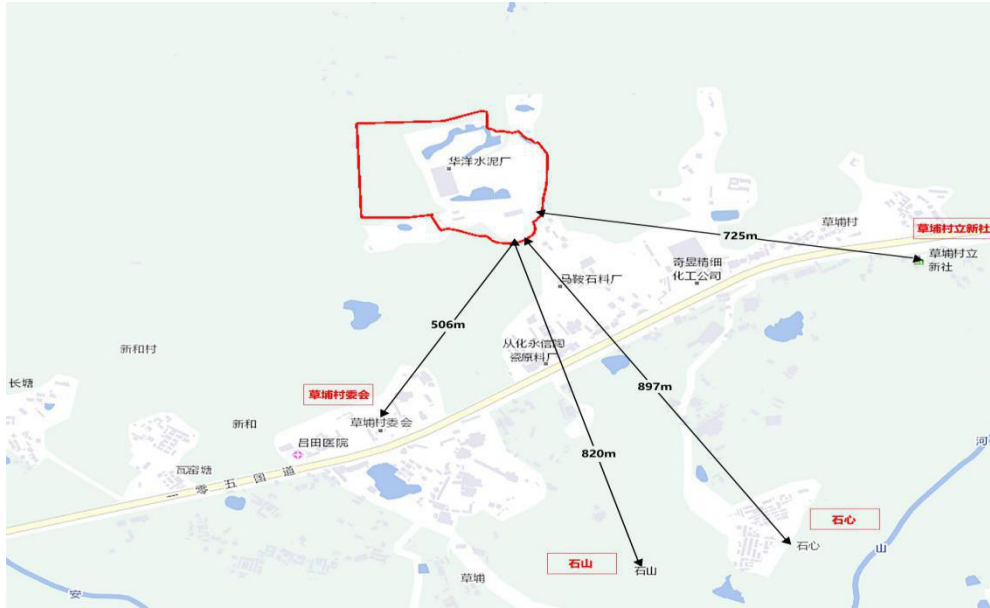 华洋水泥厂
725m
草埔村
草埔村立新社
草埔村立
新社
奇昱精细
化工公司
马鞍石料厂
506m
从化永信陶
瓷原料厂
新和村
897m
长塘
草埔村委会
草埔村委会
新和
吕田医院
820m
瓦窑塘
一零五国道
河
石心
石心
山
石山
石山
草埔
安